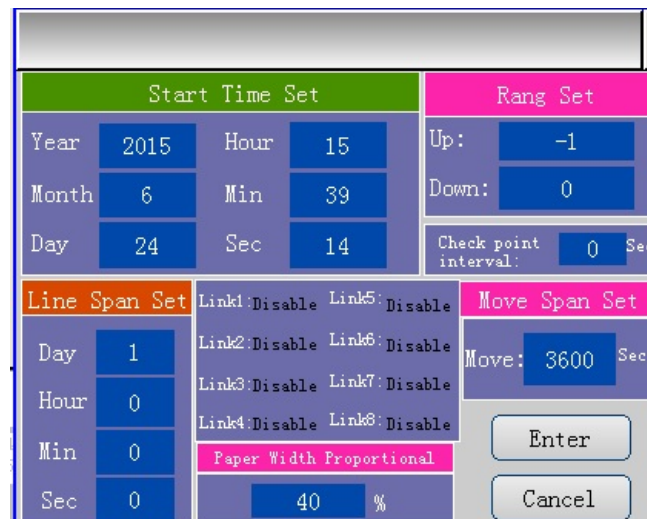 Start Time Set
Year 2015 Hour 15
Month 6 Min 39
Day 24 Sec 14
Rang Set
Up: -1
Down: 0
Check point
interval: 0 Sec
Line Span Set
Day 1
Hour 0
Min 0
Sec 0
Link1:Disable Link5:Disable
Link2:Disable Link6:Disable
Link3:Disable Link7:Disable
Link4:Disable Link8:Disable
Paper Width Proportional
40 %
Move Span Set
Move: 3600 Sec
Enter
Cancel